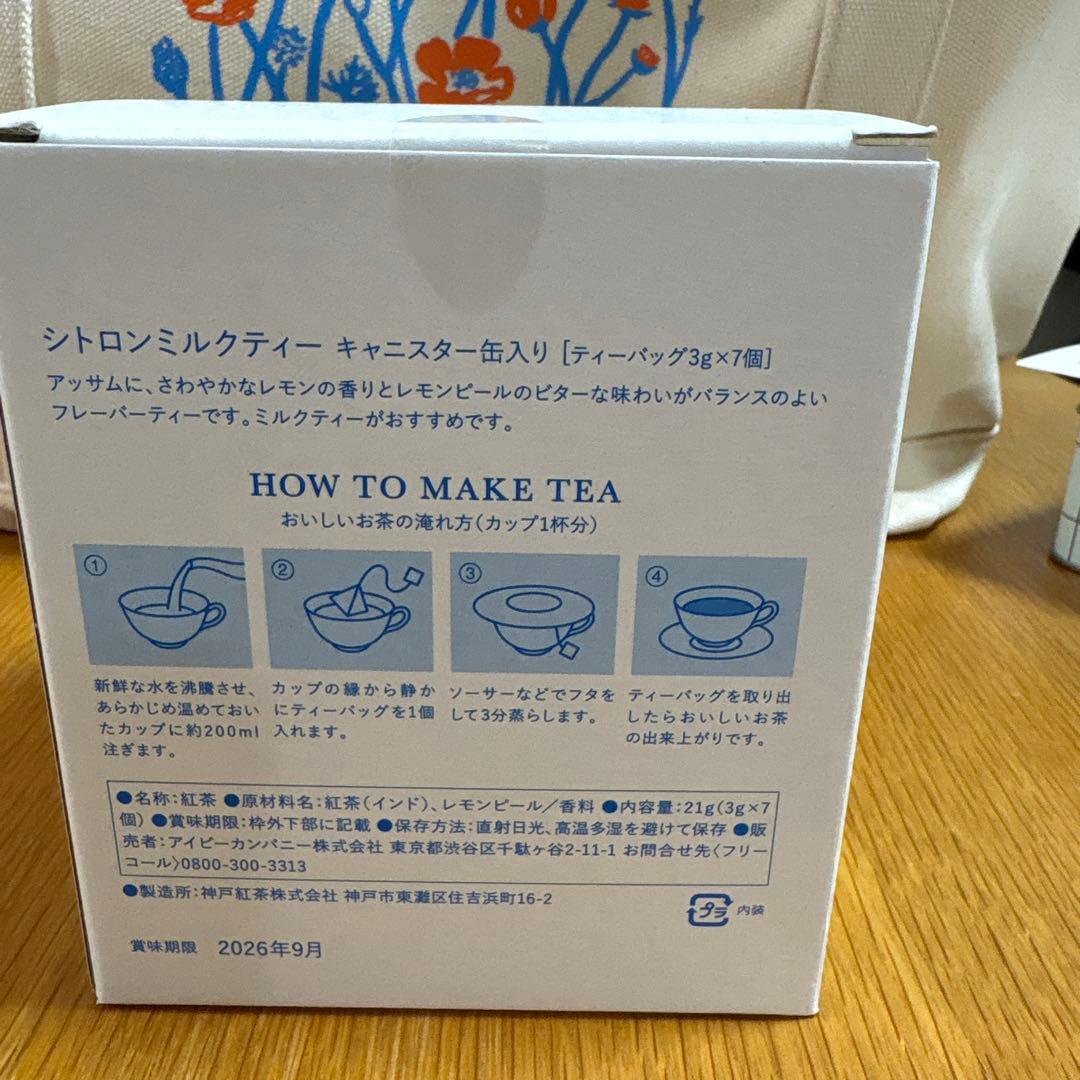 シトロンミルクティー キャニスター缶入り [ティーバッグ3g×7個]
アッサムに、さわやかなレモンの香りとレモンピールのビターな味わいがバランスのよい
フレーバーティーです。ミルクティーがおすすめです。
HOW TO MAKE TEA
おいしいお茶の淹れ方(カップ1杯分)
①
新鮮な水を沸騰させ、
あらかじめ温めておい
たカップに約200ml
注ぎます。
②
カップの縁から静か
にティーバッグを1個
入れます。
③
ソーサーなどでフタを
して3分蒸らします。
④
ティーバッグを取り出
したらおいしいお茶
の出来上がりです。
●名称:紅茶 ●原材料名:紅茶(インド)、レモンピール/香料 ●内容量:21g(3g×7
個) ●賞味期限:枠外下部に記載 ●保存方法:直射日光、高温多湿を避けて保存 ●販
売者:アイビーカンパニー株式会社 東京都渋谷区千駄ヶ谷2-11-1 お問合せ先〈フリー
コール〉0800-300-3313
●製造所:神戸紅茶株式会社 神戸市東灘区住吉浜町16-2
プラ 内装
賞味期限 2026年9月